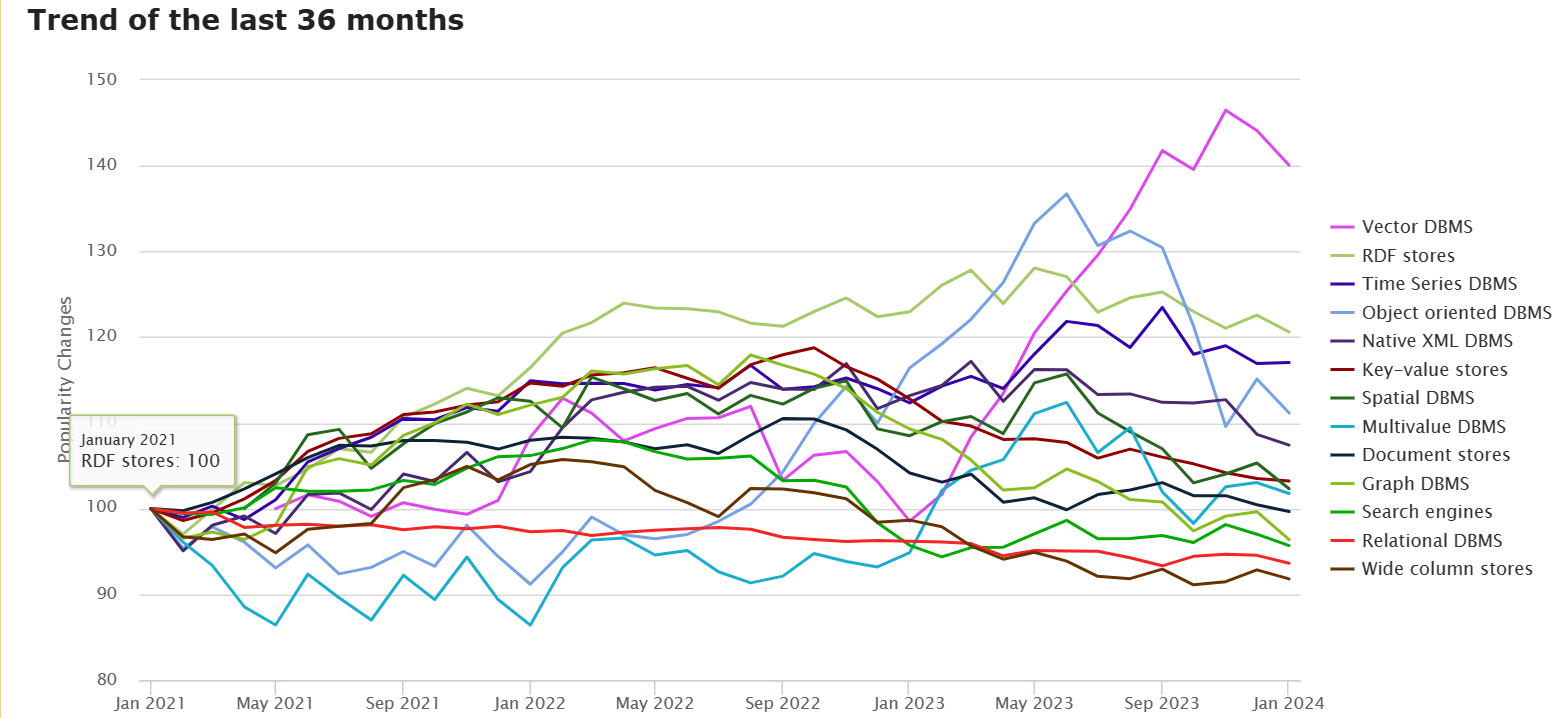 Trend of the last 36 months
150
140
130
120
110
100
90
80
Popularity Changes
January 2021
RDF stores: 100
Jan 2021
May 2021
Sep 2021
Jan 2022
May 2022
Sep 2022
Jan 2023
May 2023
Sep 2023
Jan 2024
Vector DBMS
RDF stores
Time Series DBMS
Object oriented DBMS
Native XML DBMS
Key-value stores
Spatial DBMS
Multivalue DBMS
Document stores
Graph DBMS
Search engines
Relational DBMS
Wide column stores